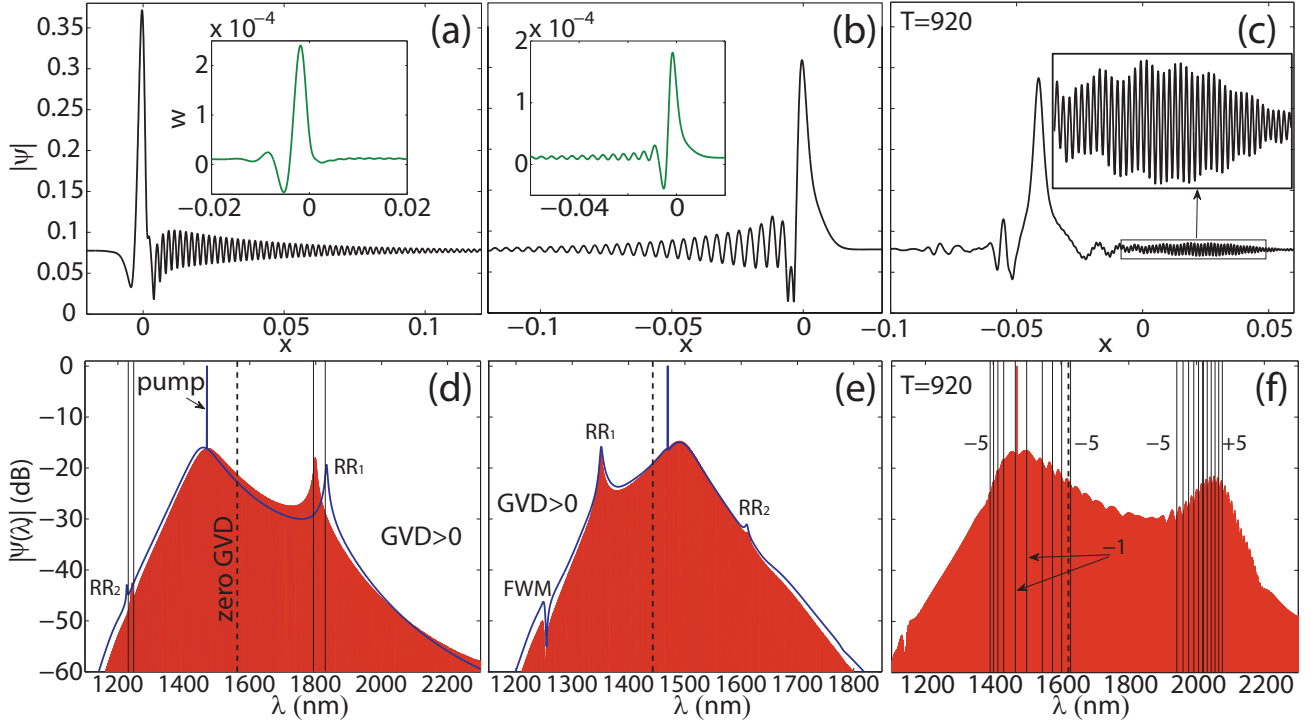 (a)
0.35
0.3
0.25
0.2
0.15
0.1
0.05
0
|ψ|
0
0.05
0.1
x
x 10⁻⁴
2
1
0
w
−0.02
0
0.02
(b)
−0.1
−0.05
0
x
x 10⁻⁴
2
1
0
−0.04
0
T=920
(c)
−0.1
−0.05
0
0.05
x
(d)
0
−10
−20
−30
−40
−50
−60
|Ψ(λ)| (dB)
pump
RR₁
RR₂
zero GVD
GVD>0
1200
1400
1600
1800
2000
2200
λ (nm)
(e)
RR₁
GVD>0
RR₂
FWM
1200
1300
1400
1500
1600
1700
1800
λ (nm)
T=920
(f)
−5
−5
−5
+5
−1
1200
1400
1600
1800
2000
2200
λ (nm)